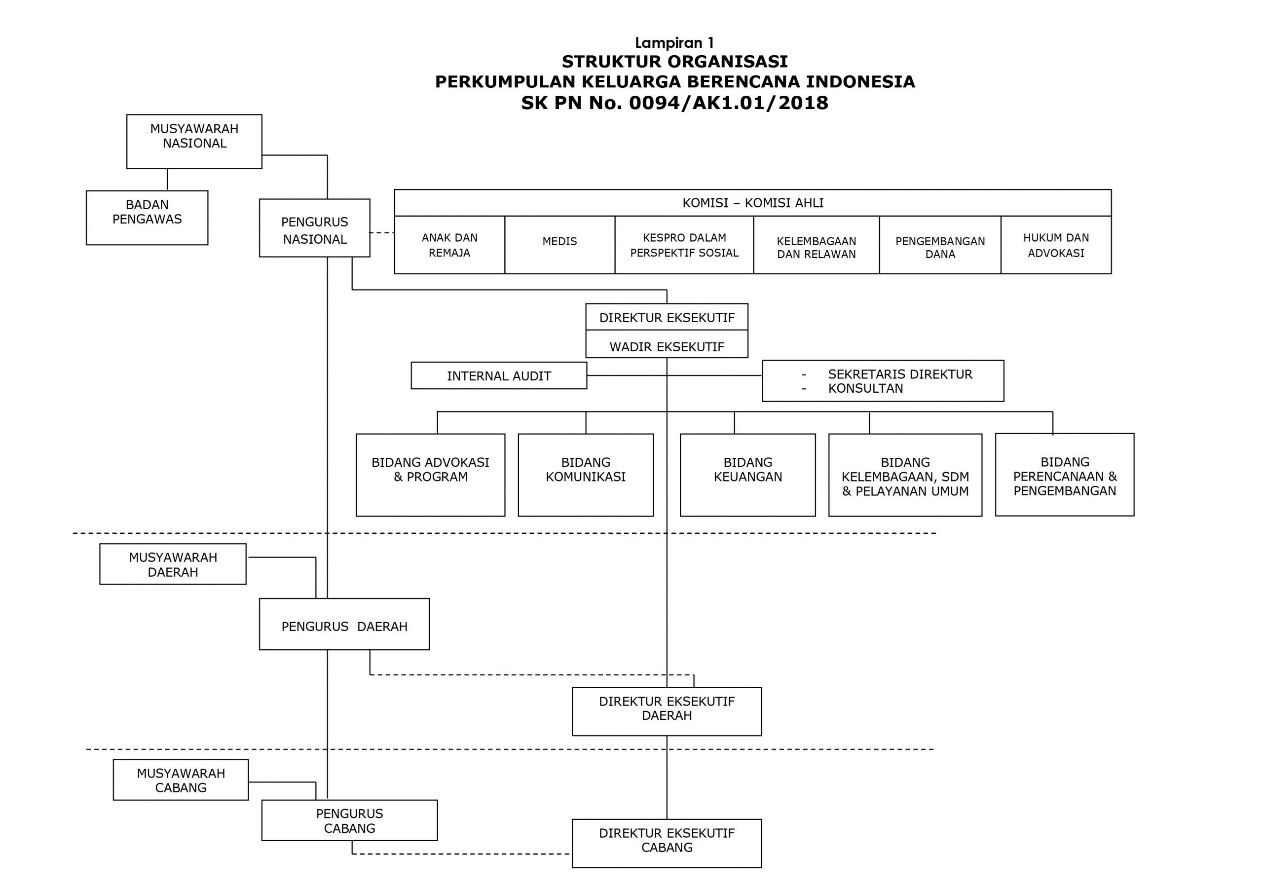 Lampiran 1
STRUKTUR ORGANISASI
PERKUMPULAN KELUARGA BERENCANA INDONESIA
SK PN No. 0094/AK1.01/2018
MUSYAWARAH
NASIONAL
BADAN
PENGAWAS
PENGURUS
NASIONAL
KOMISI – KOMISI AHLI
ANAK DAN
REMAJA
MEDIS
KESPRO DALAM
PERSPEKTIF SOSIAL
KELEMBAGAAN
DAN RELAWAN
PENGEMBANGAN
DANA
HUKUM DAN
ADVOKASI
DIREKTUR EKSEKUTIF
WADIR EKSEKUTIF
INTERNAL AUDIT
- SEKRETARIS DIREKTUR
- KONSULTAN
BIDANG ADVOKASI
& PROGRAM
BIDANG
KOMUNIKASI
BIDANG
KEUANGAN
BIDANG
KELEMBAGAAN, SDM
& PELAYANAN UMUM
BIDANG
PERENCANAAN &
PENGEMBANGAN
MUSYAWARAH
DAERAH
PENGURUS DAERAH
DIREKTUR EKSEKUTIF
DAERAH
MUSYAWARAH
CABANG
PENGURUS
CABANG
DIREKTUR EKSEKUTIF
CABANG